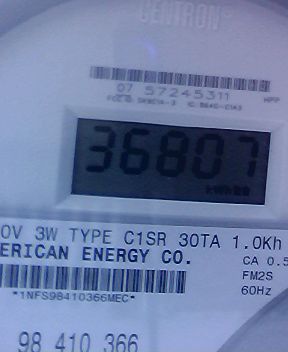 CENTRON®
07 57245311
36807
0V 3W TYPE C1SR 30TA 1.0Kh
ERICAN ENERGY CO.
CA 0.5
FM2S
*1NFS98410366MEC*
60Hz
98 410 366